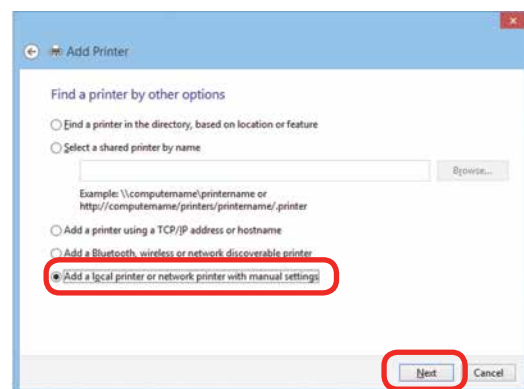 Add Printer
Find a printer by other options
Find a printer in the directory, based on location or feature
Select a shared printer by name
Browse...
Example: \\computername\printername or
http://computername/printers/printername/.printer
Add a printer using a TCP/IP address or hostname
Add a Bluetooth, wireless or network discoverable printer
Add a local printer or network printer with manual settings
Next Cancel